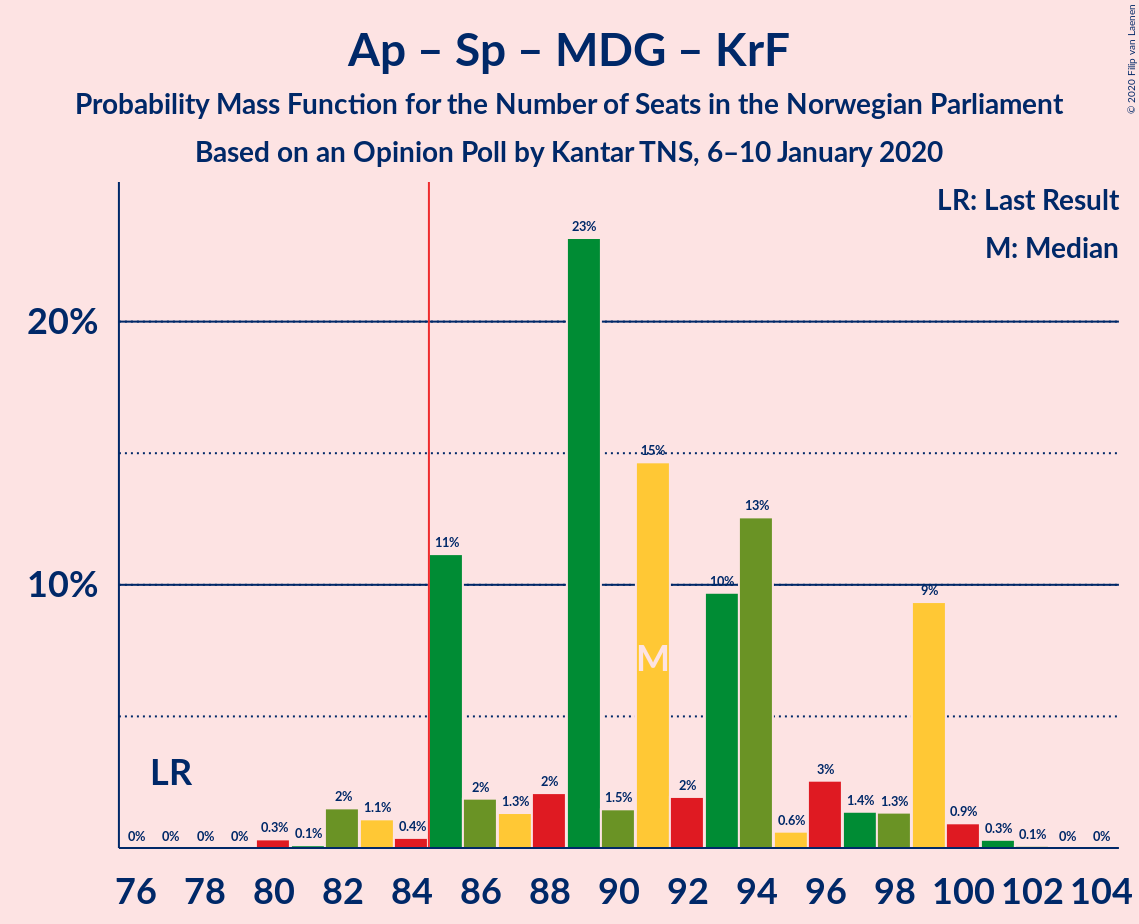 Ap – Sp – MDG – KrF
Probability Mass Function for the Number of Seats in the Norwegian Parliament
Based on an Opinion Poll by Kantar TNS, 6–10 January 2020
© 2020 Filip van Laenen
LR: Last Result
M: Median
20%
10%
LR
M
0% 0% 0% 0% 0.3% 0.1% 2% 1.1% 0.4% 11% 2% 1.3% 2% 23% 1.5% 15% 2% 10% 13% 0.6% 3% 1.4% 1.3% 9% 0.9% 0.3% 0.1% 0% 0%
76 78 80 82 84 86 88 90 92 94 96 98 100 102 104